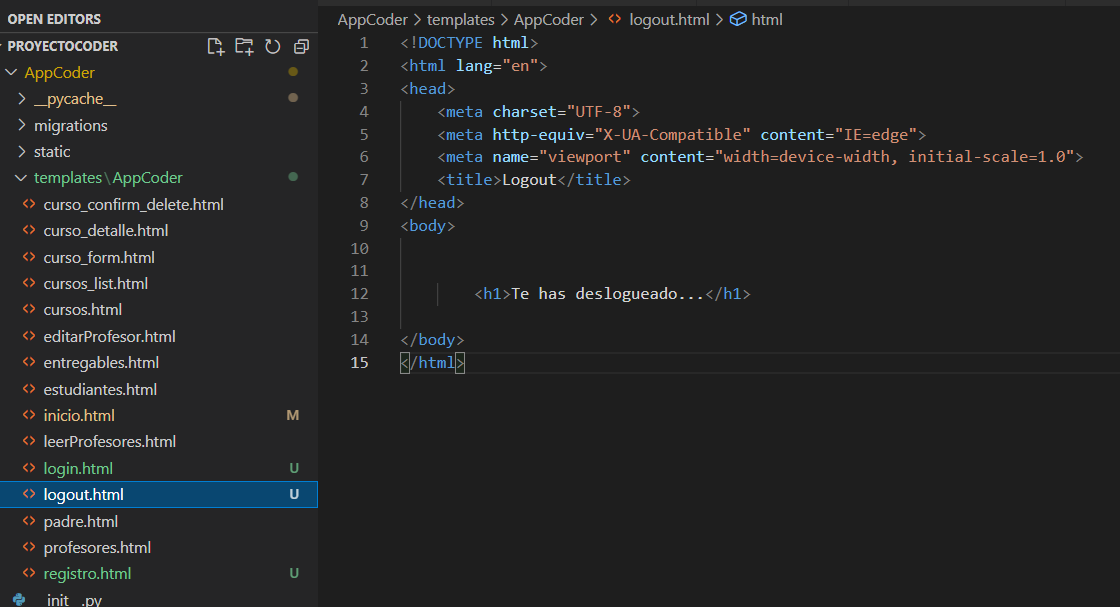 OPEN EDITORS
PROYECTOCODER
AppCoder
__pycache__
migrations
static
templates\AppCoder
curso_confirm_delete.html
curso_detalle.html
curso_form.html
cursos_list.html
cursos.html
editarProfesor.html
entregables.html
estudiantes.html
inicio.html M
leerProfesores.html
login.html U
logout.html U
padre.html
profesores.html
registro.html U
__init__.py
AppCoder > templates > AppCoder > <> logout.html > html
1 <!DOCTYPE html>
2 <html lang="en">
3 <head>
4 <meta charset="UTF-8">
5 <meta http-equiv="X-UA-Compatible" content="IE=edge">
6 <meta name="viewport" content="width=device-width, initial-scale=1.0">
7 <title>Logout</title>
8 </head>
9 <body>
10
11
12 <h1>Te has deslogueado...</h1>
13
14 </body>
15 </html>